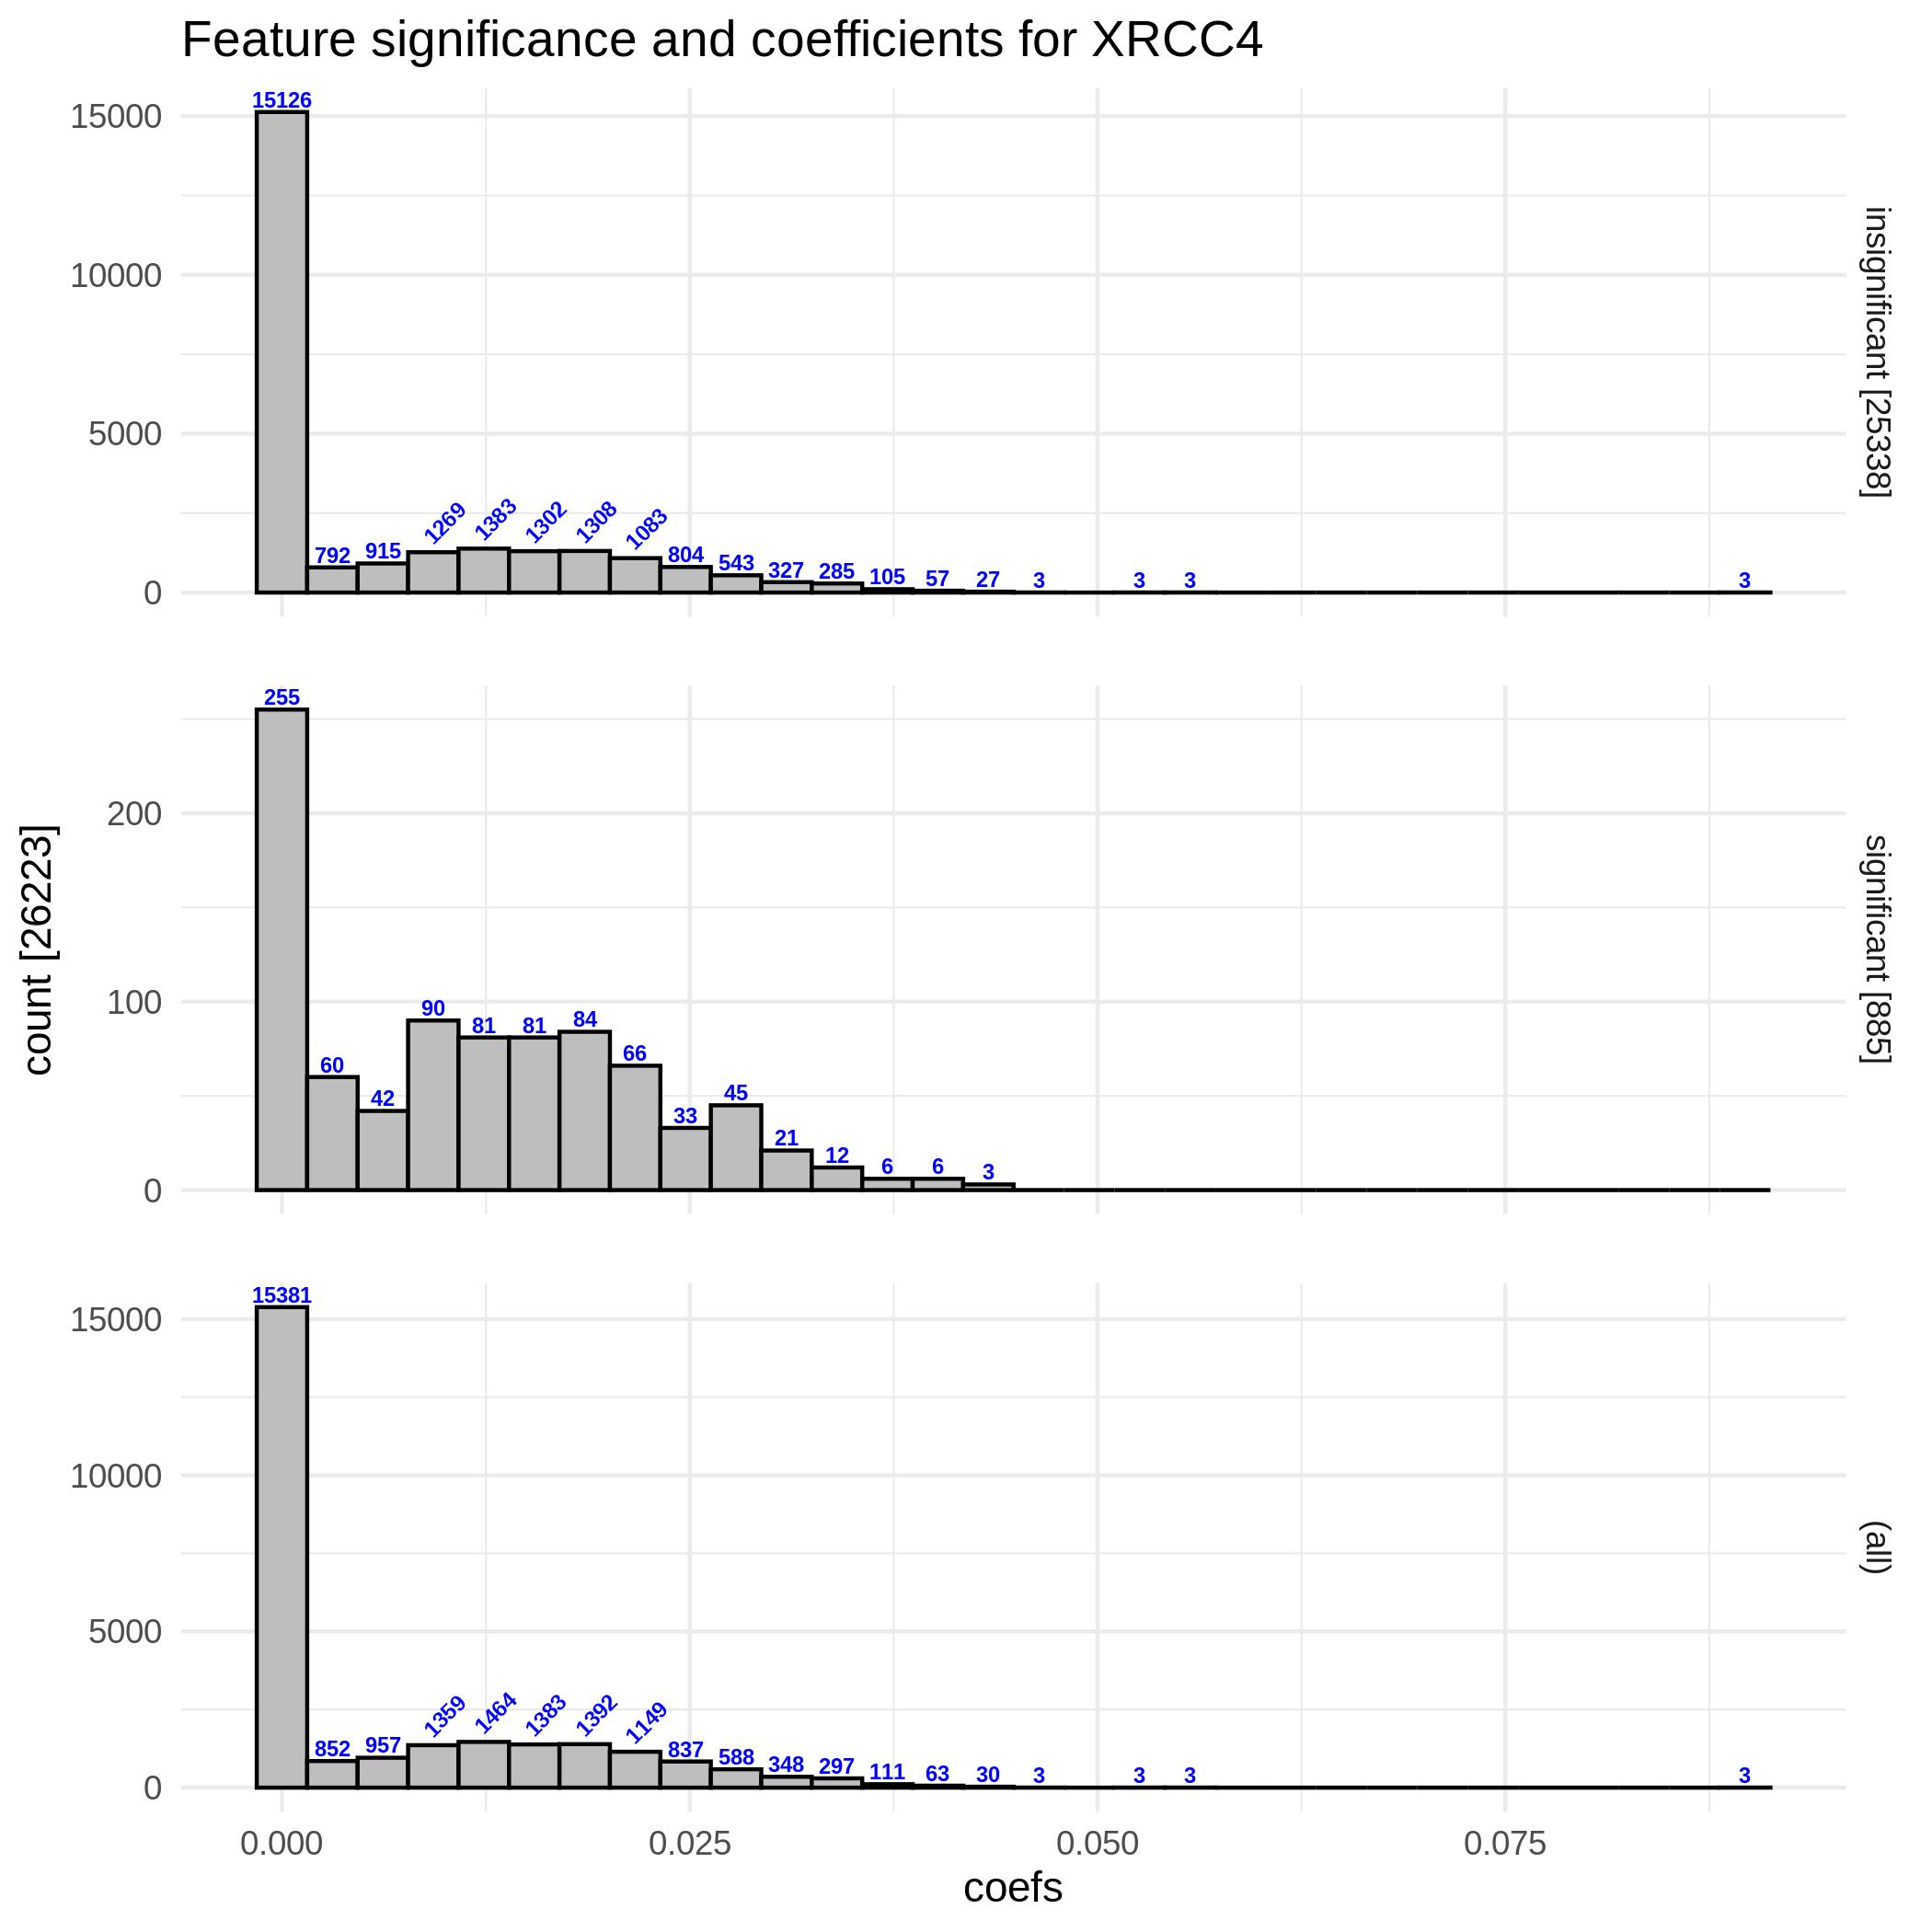 Feature significance and coefficients for XRCC4
15126
15000
10000
5000
0
792 915 1269 1383 1302 1308 1083 804 543 327 285 105 57 27 3 3 3 3
insignificant [25338]
255
200
100
0
60 42 90 81 81 84 66 33 45 21 12 6 6 3
significant [885]
count [26223]
15381
15000
10000
5000
0
852 957 1359 1464 1383 1392 1149 837 588 348 297 111 63 30 3 3 3 3
(all)
0.000 0.025 0.050 0.075
coefs